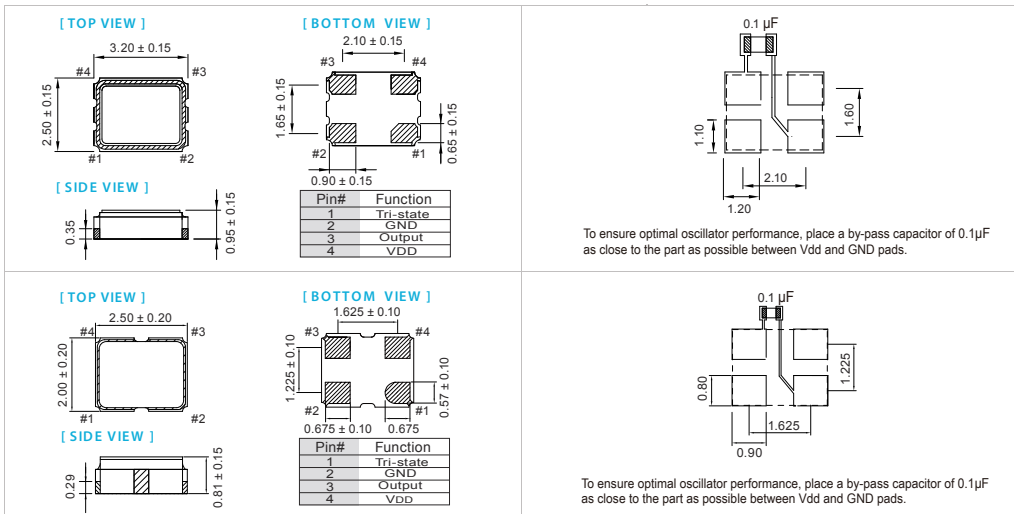 [ TOP VIEW ]
3.20 ± 0.15
#4
#3
2.50 ± 0.15
#1
#2
[ SIDE VIEW ]
0.35
0.95 ± 0.15
[ BOTTOM VIEW ]
2.10 ± 0.15
#3
#4
1.65 ± 0.15
0.65 ± 0.15
#2
#1
0.90 ± 0.15
Pin# Function
1 Tri-state
2 GND
3 Output
4 VDD
0.1 µF
1.60
1.10
2.10
1.20
To ensure optimal oscillator performance, place a by-pass capacitor of 0.1µF
as close to the part as possible between Vdd and GND pads.
[ TOP VIEW ]
2.50 ± 0.20
#4
#3
2.00 ± 0.20
#1
#2
[ SIDE VIEW ]
0.29
0.81 ± 0.15
[ BOTTOM VIEW ]
1.625 ± 0.10
#3
#4
1.225 ± 0.10
0.57 ± 0.10
#2
#1
0.675 ± 0.10
0.675
Pin# Function
1 Tri-state
2 GND
3 Output
4 VDD
0.1 µF
1.225
0.80
1.625
0.90
To ensure optimal oscillator performance, place a by-pass capacitor of 0.1µF
as close to the part as possible between Vdd and GND pads.